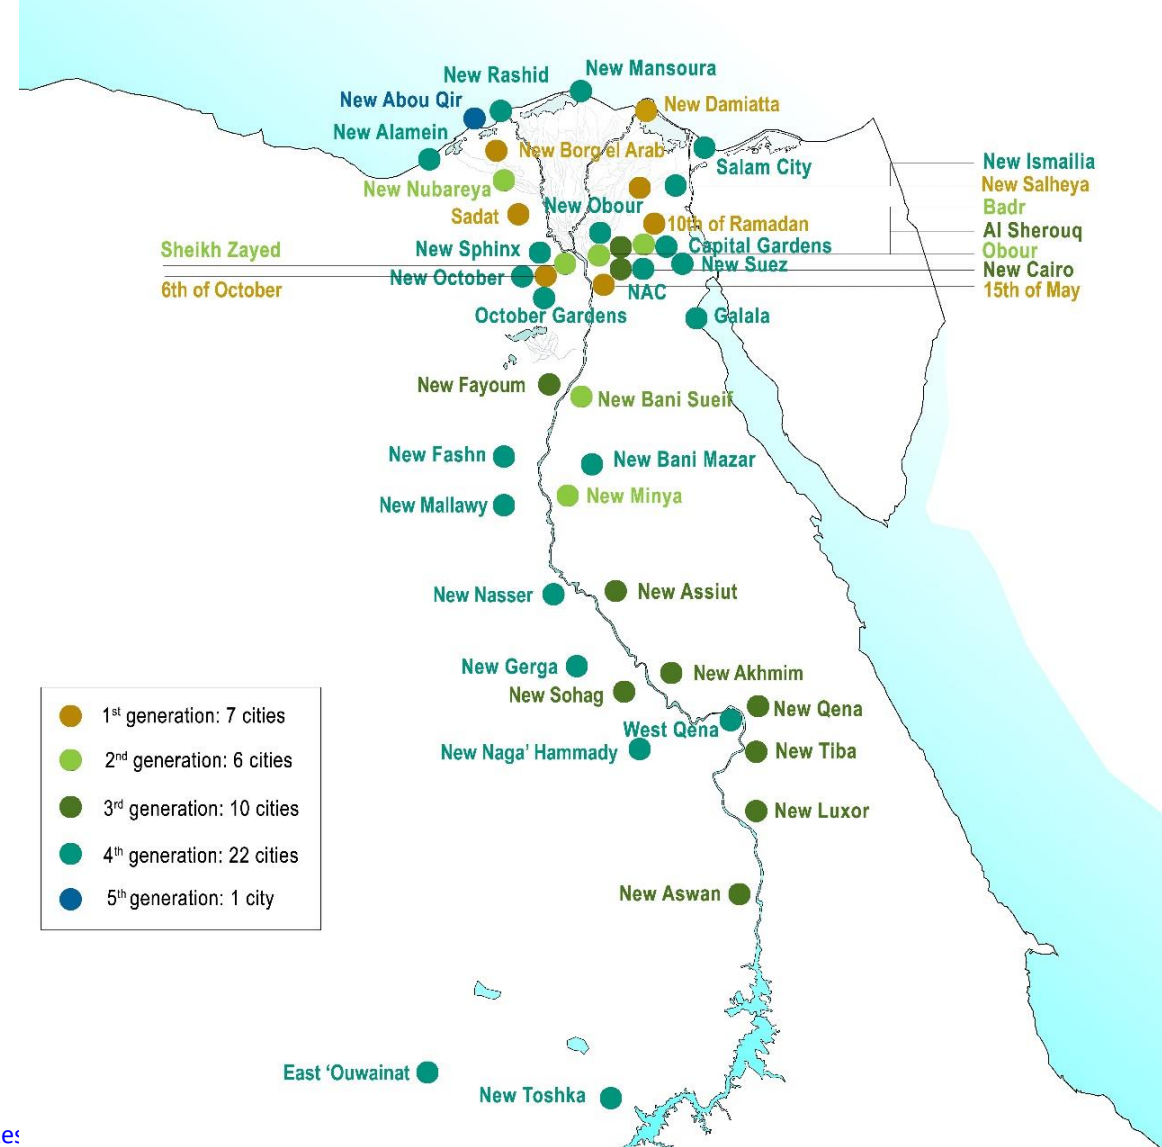 New Mansoura
New Rashid
New Abou Qir
New Damiatta
New Alamein
New Borg el Arab
Salam City
New Ismailia
New Nubareya
New Salheya
New Obour
Badr
Sadat
10th of Ramadan
Al Sherouq
Sheikh Zayed
New Sphinx
Capital Gardens
Obour
New Suez
New Cairo
New October
6th of October
NAC
15th of May
October Gardens
Galala
New Fayoum
New Bani Sueif
New Fashn
New Bani Mazar
New Minya
New Mallawy
New Nasser
New Assiut
New Gerga
New Akhmim
New Sohag
New Qena
West Qena
New Naga’ Hammady
New Tiba
New Luxor
New Aswan
1st generation: 7 cities
2nd generation: 6 cities
3rd generation: 10 cities
4th generation: 22 cities
5th generation: 1 city
East ‘Ouwainat
New Toshka
es